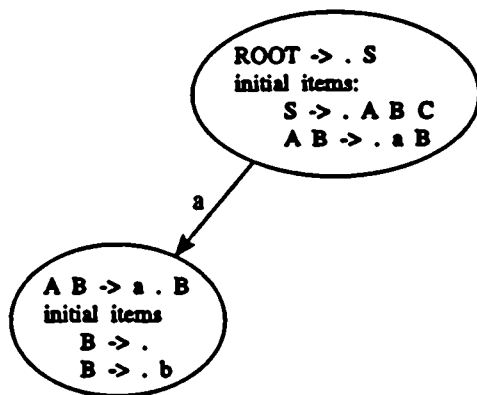 ROOT -> . S
initial items:
S -> . A B C
A B -> . a B
a
A B -> a . B
initial items
B -> .
B -> . b